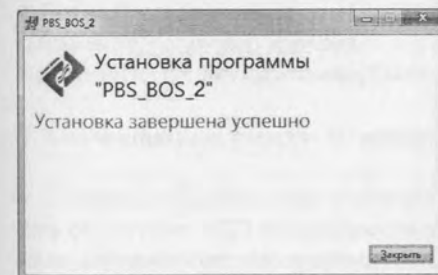 PBS_BOS_2
Установка программы
"PBS_BOS_2"
Установка завершена успешно
Закрыть